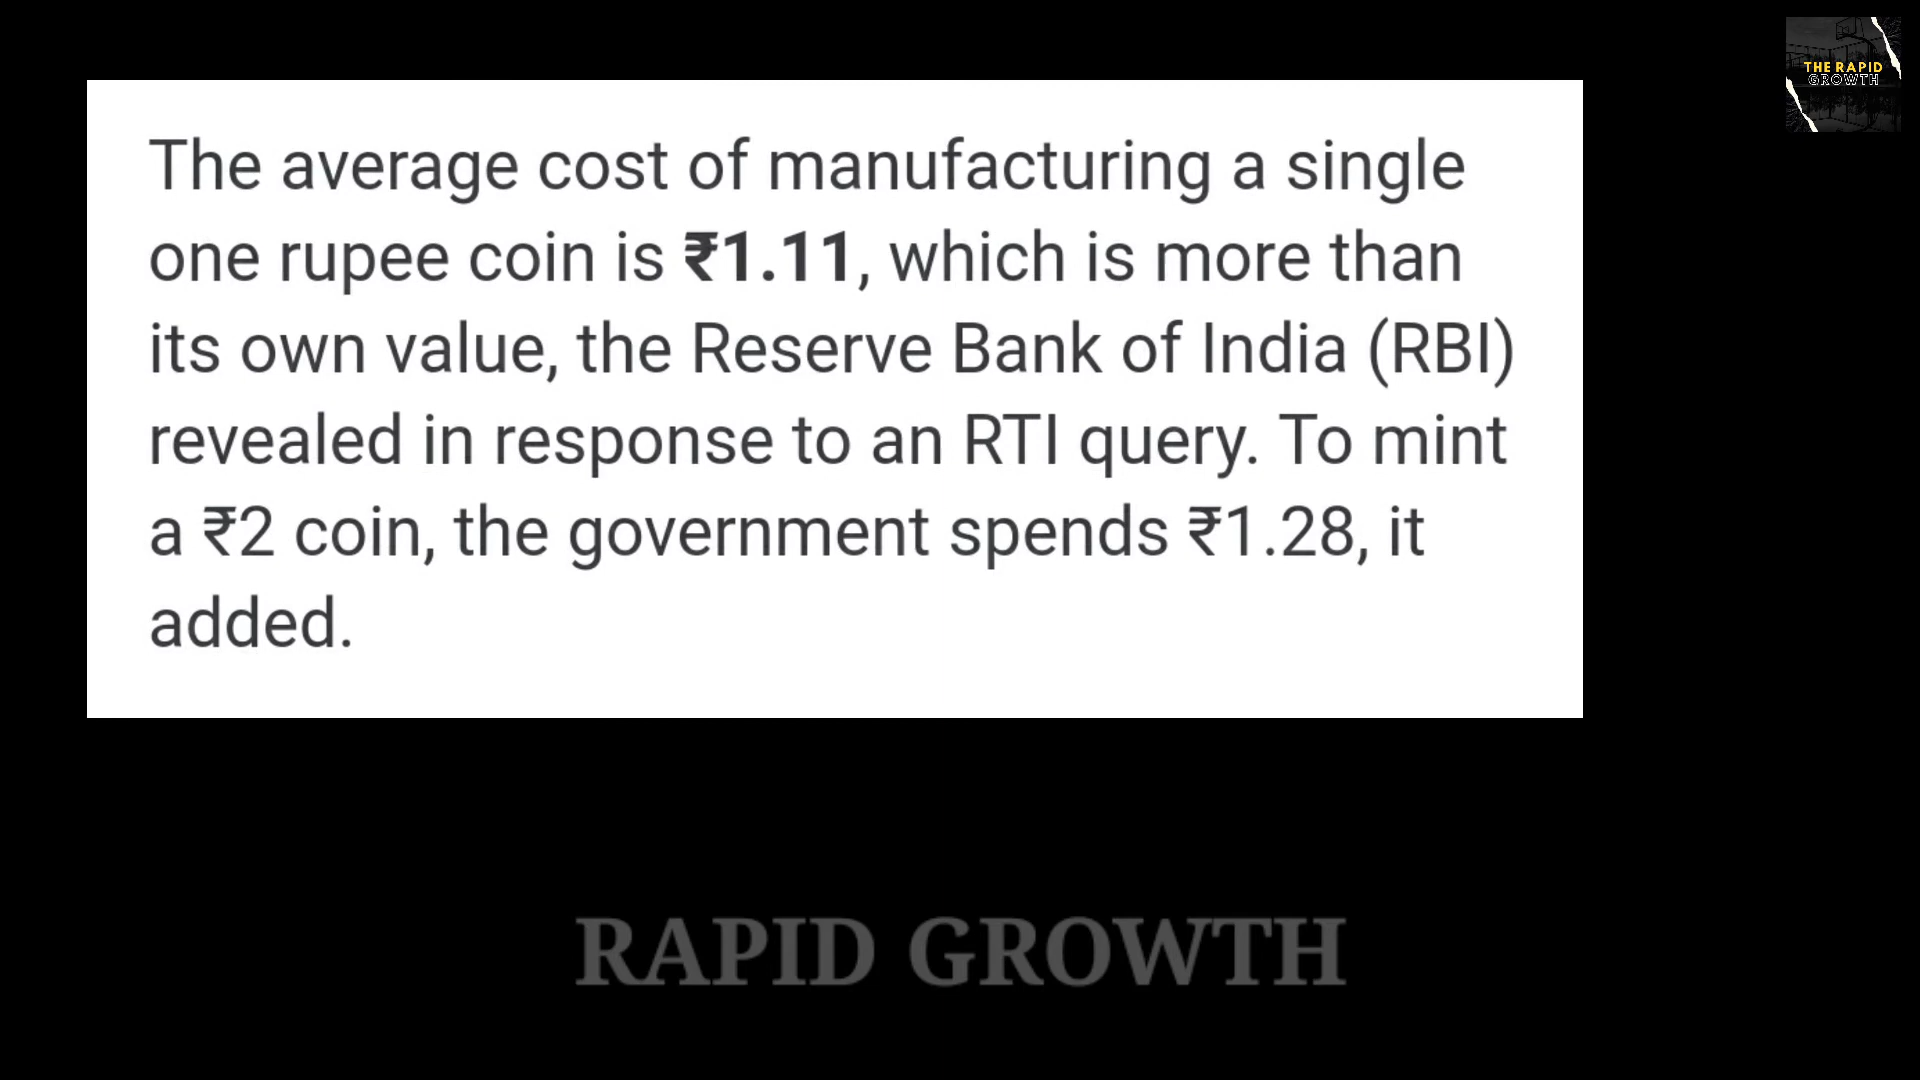 THE RAPID
GROWTH
The average cost of manufacturing a single
one rupee coin is ₹1.11, which is more than
its own value, the Reserve Bank of India (RBI)
revealed in response to an RTI query. To mint
a ₹2 coin, the government spends ₹1.28, it
added.
RAPID GROWTH